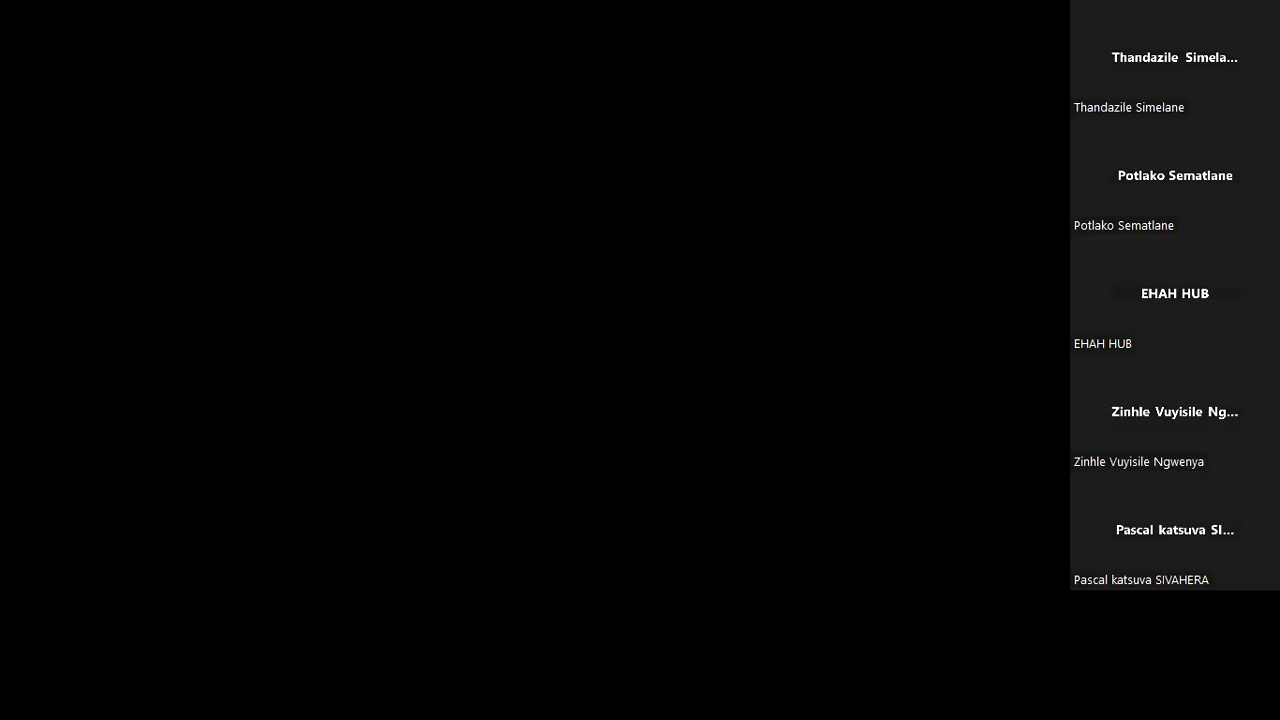 Thandazile Simela...
Thandazile Simelane
Potlako Sematlane
Potlako Sematlane
EHAH HUB
EHAH HUB
Zinhle Vuyisile Ng...
Zinhle Vuyisile Ngwenya
Pascal katsuva SI...
Pascal katsuva SIVAHERA